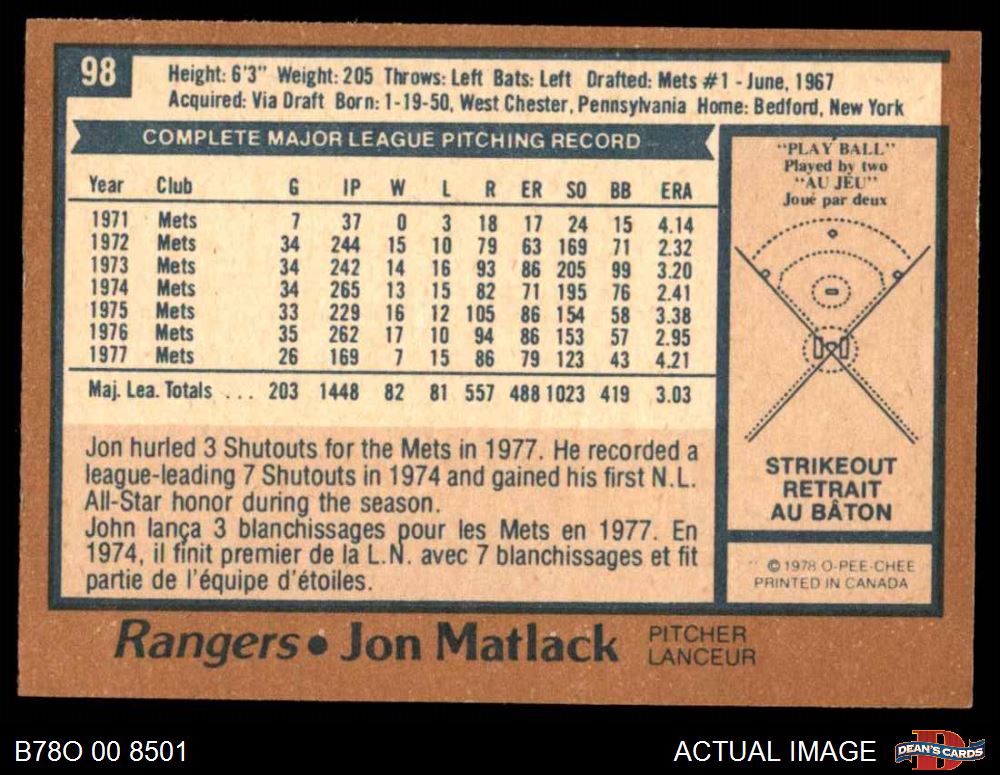 98
Height: 6'3" Weight: 205 Throws: Left Bats: Left Drafted: Mets #1 - June, 1967
Acquired: Via Draft Born: 1-19-50, West Chester, Pennsylvania Home: Bedford, New York
COMPLETE MAJOR LEAGUE PITCHING RECORD
Year Club G IP W L R ER SO BB ERA
1971 Mets 7 37 0 3 18 17 24 15 4.14
1972 Mets 34 244 15 10 79 63 169 71 2.32
1973 Mets 34 242 14 16 93 86 205 99 3.20
1974 Mets 34 265 13 15 82 71 195 76 2.41
1975 Mets 33 229 16 12 105 86 154 58 3.38
1976 Mets 35 262 17 10 94 86 153 57 2.95
1977 Mets 26 169 7 15 86 79 123 43 4.21
Maj. Lea. Totals ... 203 1448 82 81 557 488 1023 419 3.03
Jon hurled 3 Shutouts for the Mets in 1977. He recorded a
league-leading 7 Shutouts in 1974 and gained his first N.L.
All-Star honor during the season.
John lança 3 blanchissages pour les Mets en 1977. En
1974, il finit premier de la L.N. avec 7 blanchissages et fit
partie de l'équipe d'étoiles.
"PLAY BALL"
Played by two
"AU JEU"
Joué par deux
STRIKEOUT
RETRAIT
AU BÂTON
© 1978 O-PEE-CHEE
PRINTED IN CANADA
Rangers • Jon Matlack
PITCHER
LANCEUR
B78O 00 8501
ACTUAL IMAGE
DEAN'S CARDS